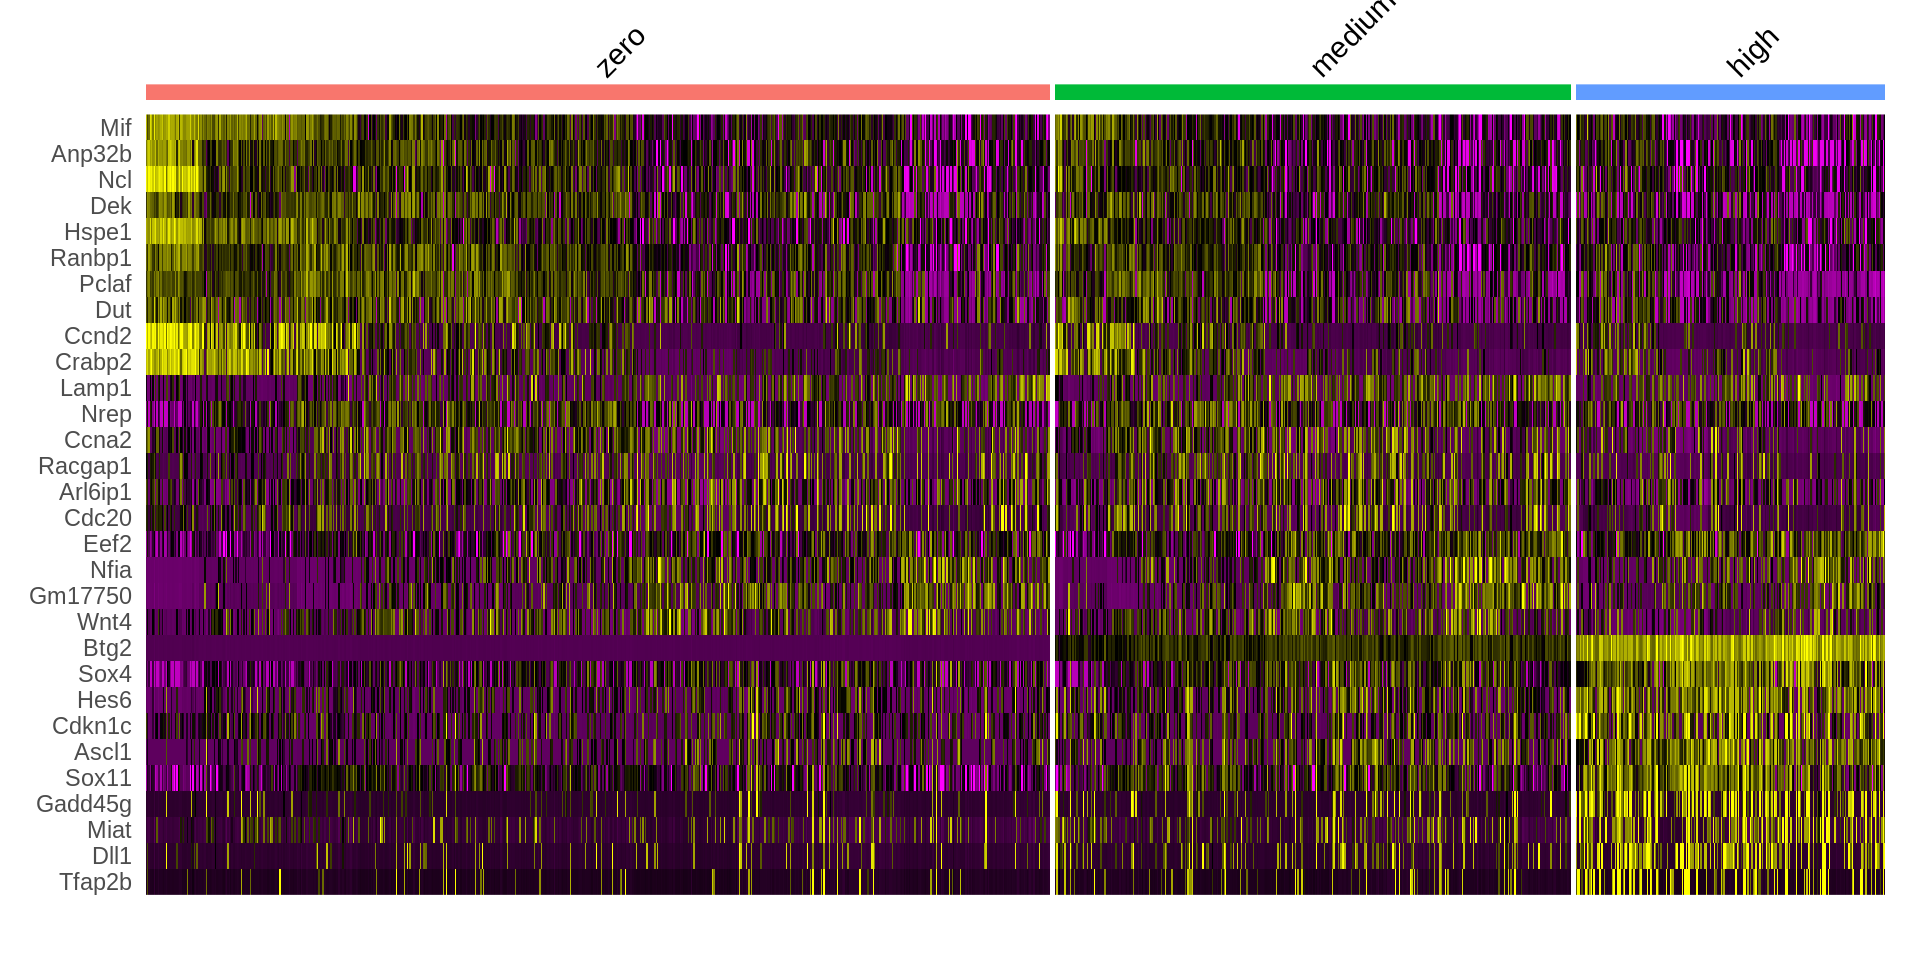 zero
medium
high
Mif
Anp32b
Ncl
Dek
Hspe1
Ranbp1
Pclaf
Dut
Ccnd2
Crabp2
Lamp1
Nrep
Ccna2
Racgap1
Arl6ip1
Cdc20
Eef2
Nfia
Gm17750
Wnt4
Btg2
Sox4
Hes6
Cdkn1c
Ascl1
Sox11
Gadd45g
Miat
Dll1
Tfap2b